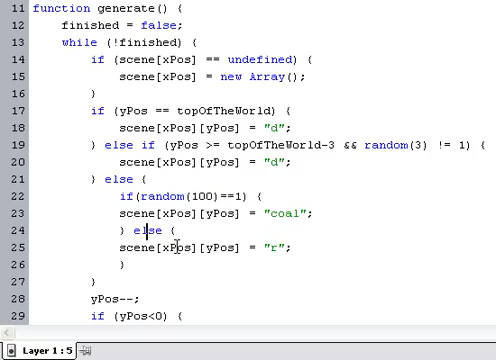 11 function generate() {
12 finished = false;
13 while (!finished) {
14 if (scene[xPos] == undefined) {
15 scene[xPos] = new Array();
16 }
17 if (yPos == topOfTheWorld) {
18 scene[xPos][yPos] = "d";
19 } else if (yPos >= topOfTheWorld-3 && random(3) != 1) {
20 scene[xPos][yPos] = "d";
21 } else {
22 if(random(100)==1) {
23 scene[xPos][yPos] = "coal";
24 } else {
25 scene[xPos][yPos] = "r";
26 }
27 }
28 yPos--;
29 if (yPos<0) {
Layer 1 : 5